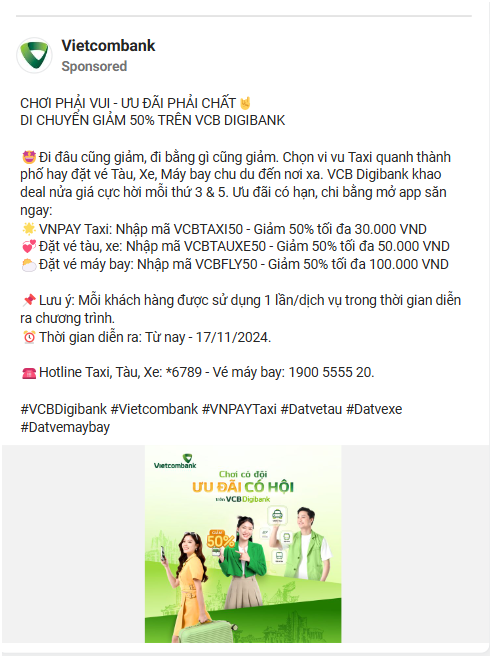 Vietcombank
Sponsored
CHƠI PHẢI VUI - ƯU ĐÃI PHẢI CHẤT🤘
DI CHUYỂN GIẢM 50% TRÊN VCB DIGIBANK
🤩Đi đâu cũng giảm, đi bằng gì cũng giảm. Chọn vi vu Taxi quanh thành
phố hay đặt vé Tàu, Xe, Máy bay chu du đến nơi xa. VCB Digibank khao
deal nửa giá cực hời mỗi thứ 3 & 5. Ưu đãi có hạn, chi bằng mở app săn
ngay:
🌟VNPAY Taxi: Nhập mã VCBTAXI50 - Giảm 50% tối đa 30.000 VND
💞Đặt vé tàu, xe: Nhập mã VCBTAUXE50 - Giảm 50% tối đa 50.000 VND
⛅Đặt vé máy bay: Nhập mã VCBFLY50 - Giảm 50% tối đa 100.000 VND
📌Lưu ý: Mỗi khách hàng được sử dụng 1 lần/dịch vụ trong thời gian diễn
ra chương trình.
⏰Thời gian diễn ra: Từ nay - 17/11/2024.
☎️Hotline Taxi, Tàu, Xe: *6789 - Vé máy bay: 1900 5555 20.
#VCBDigibank #Vietcombank #VNPAYTaxi #Datvetau #Datvexe
#Datvemaybay
Vietcombank
Chơi có đôi
ƯU ĐÃI CÓ HỘI
trên VCB Digibank
GIẢM
50%